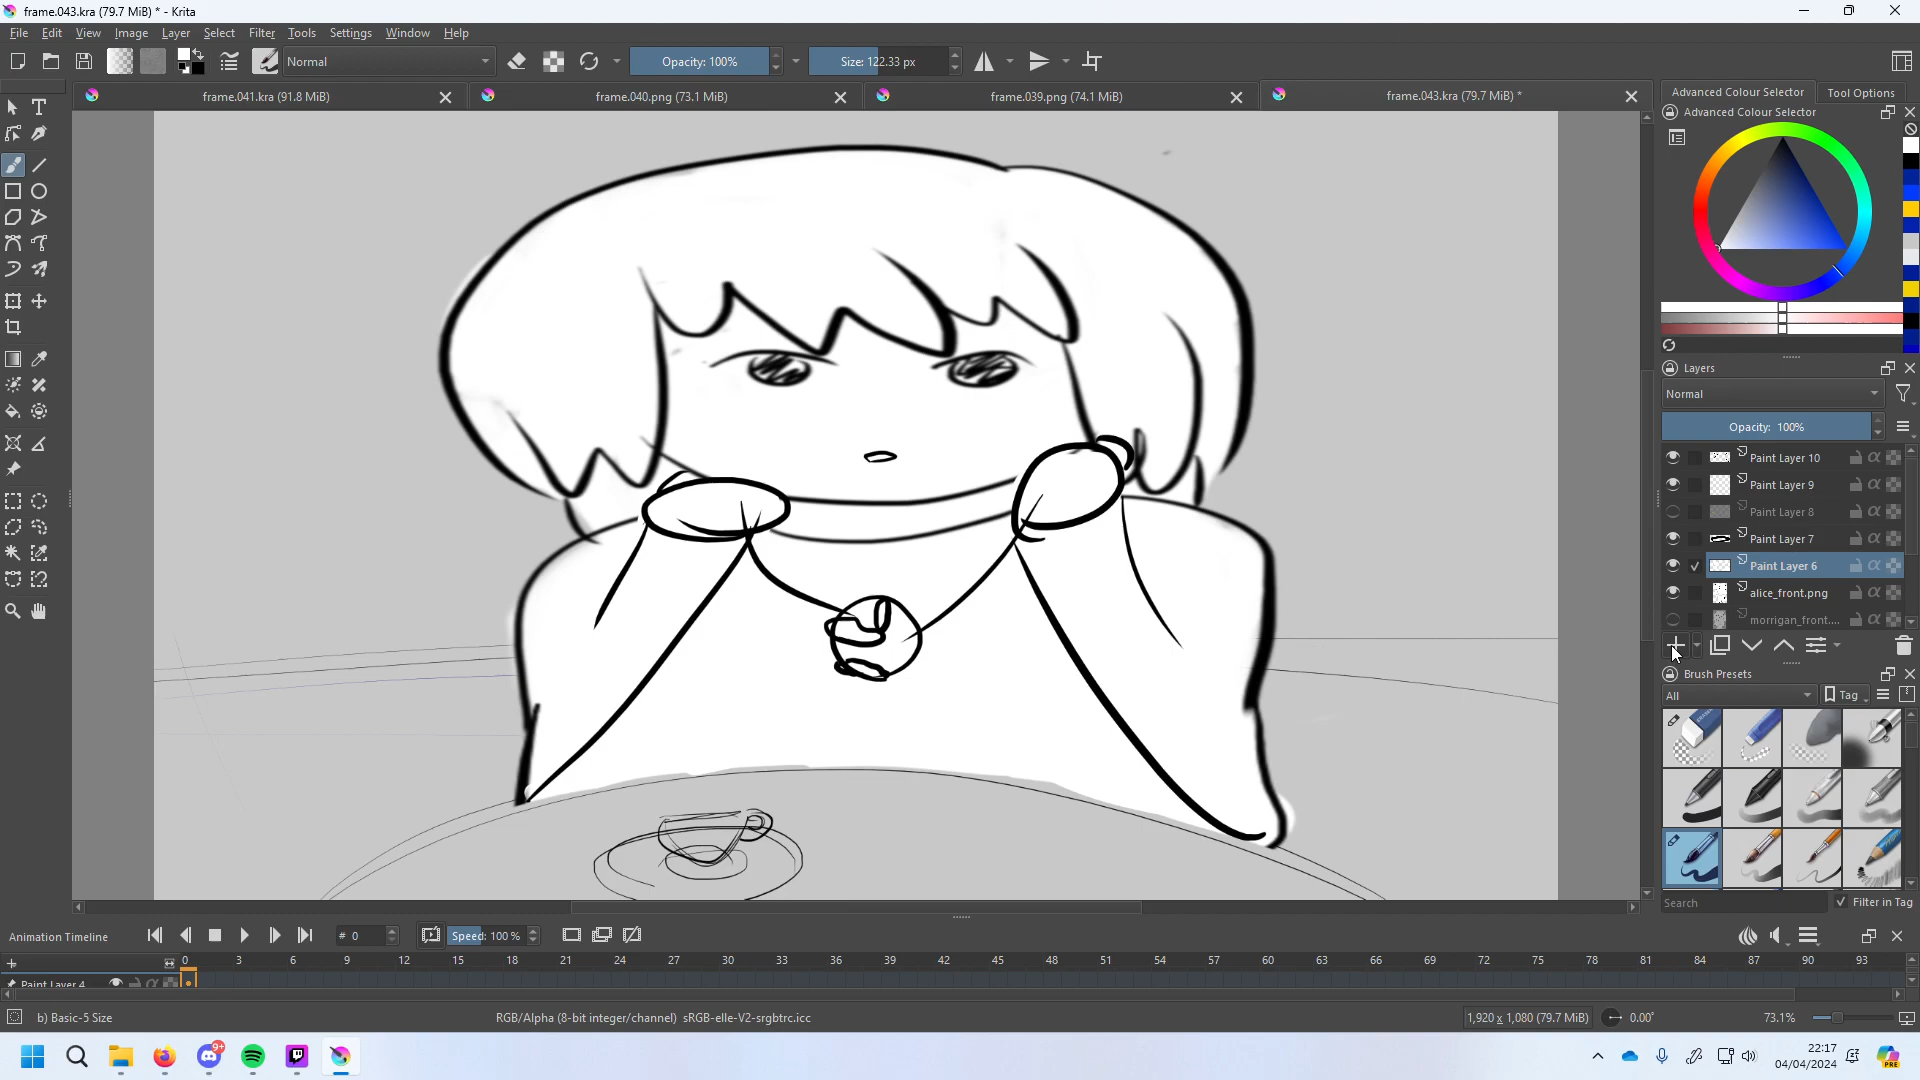 frame.043.kra (79.7 MiB) * - Krita
File Edit View Image Layer Select Filter Tools Settings Window Help
Normal
Opacity: 100%
Size: 122.33 px
frame.041.kra (91.8 MiB)
frame.040.png (73.1 MiB)
frame.039.png (74.1 MiB)
frame.043.kra (79.7 MiB) *
Advanced Colour Selector
Tool Options
Advanced Colour Selector
Layers
Normal
Opacity: 100%
Paint Layer 10
Paint Layer 9
Paint Layer 8
Paint Layer 7
Paint Layer 6
alice_front.png
morrigan_front....
Brush Presets
All
Tag
Search
Filter in Tag
Animation Timeline
# 0
Speed: 100 %
0 3 6 9 12 15 18 21 24 27 30 33 36 39 42 45 48 51 54 57 60 63 66 69 72 75 78 81 84 87 90 93
Paint Layer 4
b) Basic-5 Size
RGB/Alpha (8-bit integer/channel) sRGB-elle-V2-srgbtrc.icc
1,920 x 1,080 (79.7 MiB)
0.00°
73.1%
9+
22:17
04/04/2024
PRE